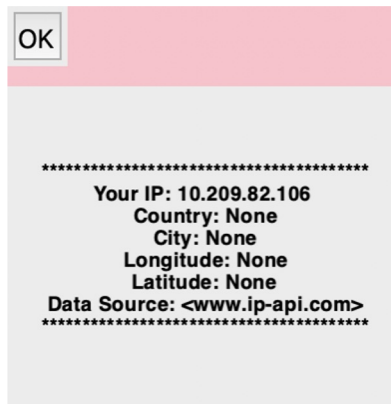 OK
****************************************
Your IP: 10.209.82.106
Country: None
City: None
Longitude: None
Latitude: None
Data Source: <www.ip-api.com>
****************************************